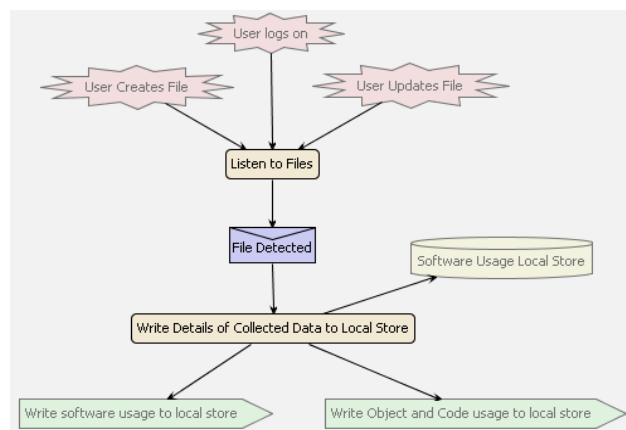 User logs on
User Creates File
User Updates File
Listen to Files
File Detected
Software Usage Local Store
Write Details of Collected Data to Local Store
Write software usage to local store
Write Object and Code usage to local store